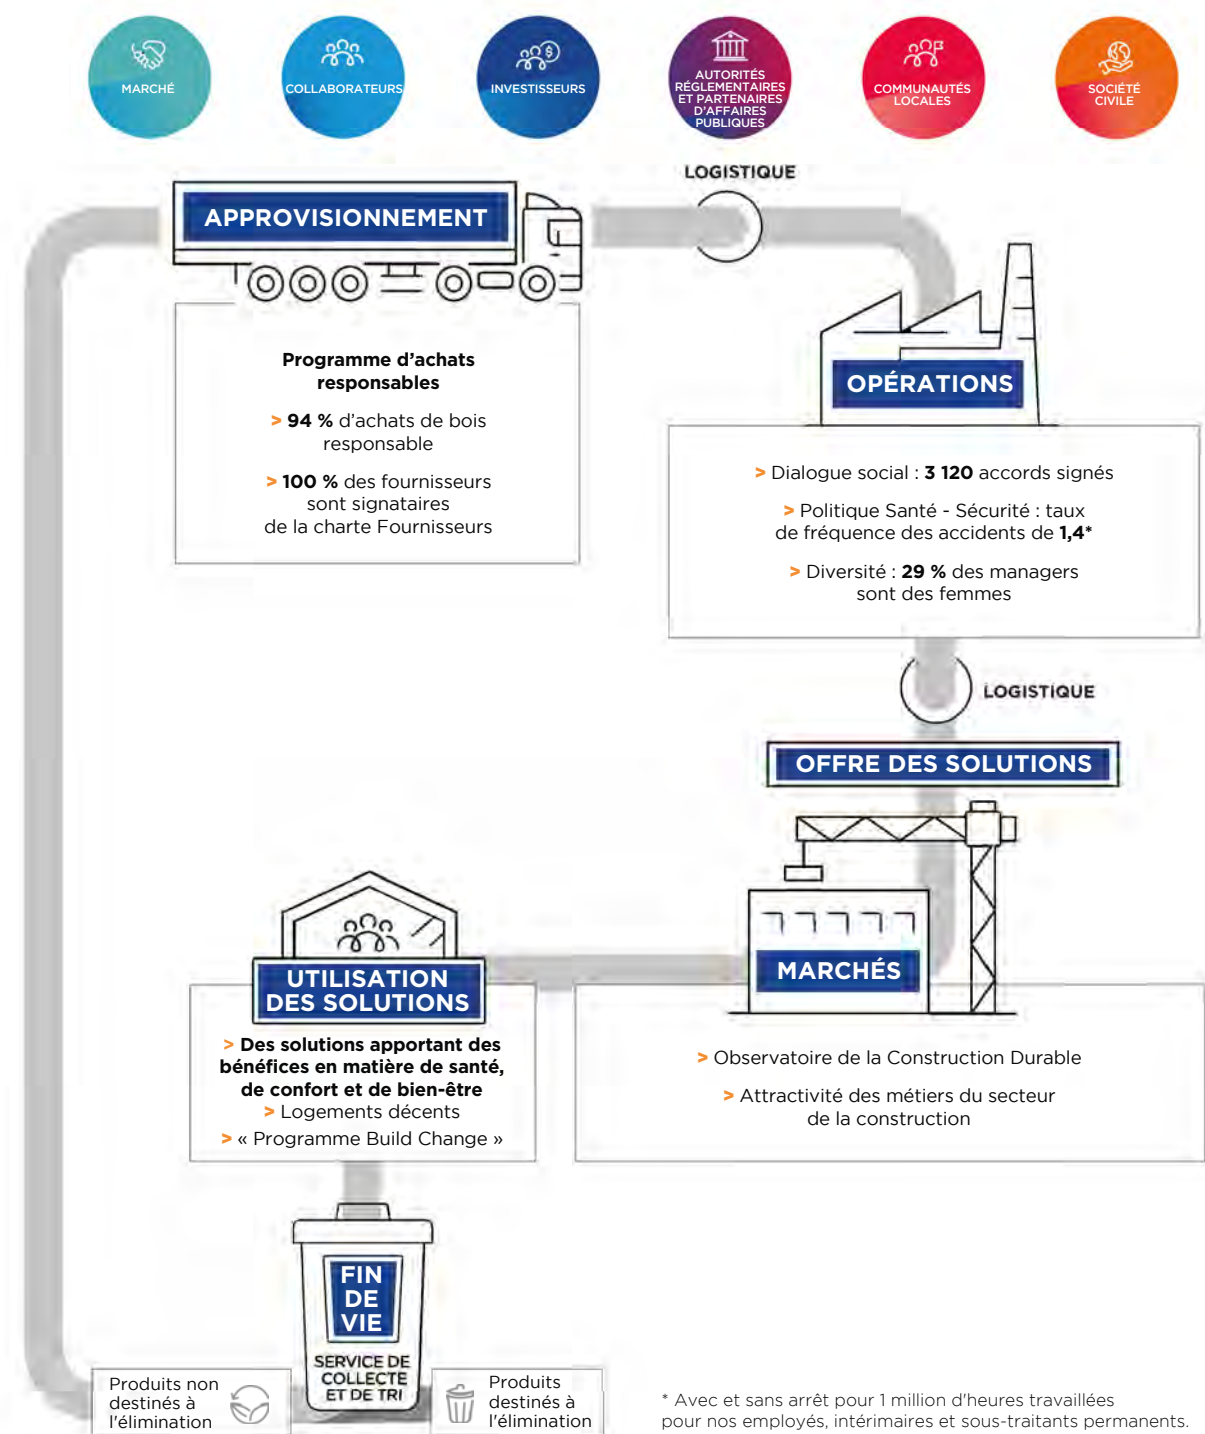 MARCHÉ
COLLABORATEURS
INVESTISSEURS
AUTORITÉS
RÉGLEMENTAIRES
ET PARTENAIRES
D'AFFAIRES
PUBLIQUES
COMMUNAUTÉS
LOCALES
SOCIÉTÉ
CIVILE
LOGISTIQUE
APPROVISIONNEMENT
Programme d'achats
responsables
> 94 % d'achats de bois
responsable
> 100 % des fournisseurs
sont signataires
de la charte Fournisseurs
OPÉRATIONS
> Dialogue social : 3 120 accords signés
> Politique Santé - Sécurité : taux
de fréquence des accidents de 1,4*
> Diversité : 29 % des managers
sont des femmes
LOGISTIQUE
OFFRE DES SOLUTIONS
MARCHÉS
> Observatoire de la Construction Durable
> Attractivité des métiers du secteur
de la construction
UTILISATION
DES SOLUTIONS
> Des solutions apportant des
bénéfices en matière de santé,
de confort et de bien-être
> Logements décents
> « Programme Build Change »
FIN
DE
VIE
SERVICE DE
COLLECTE
ET DE TRI
Produits non
destinés à
l'élimination
Produits
destinés à
l'élimination
* Avec et sans arrêt pour 1 million d'heures travaillées
pour nos employés, intérimaires et sous-traitants permanents.